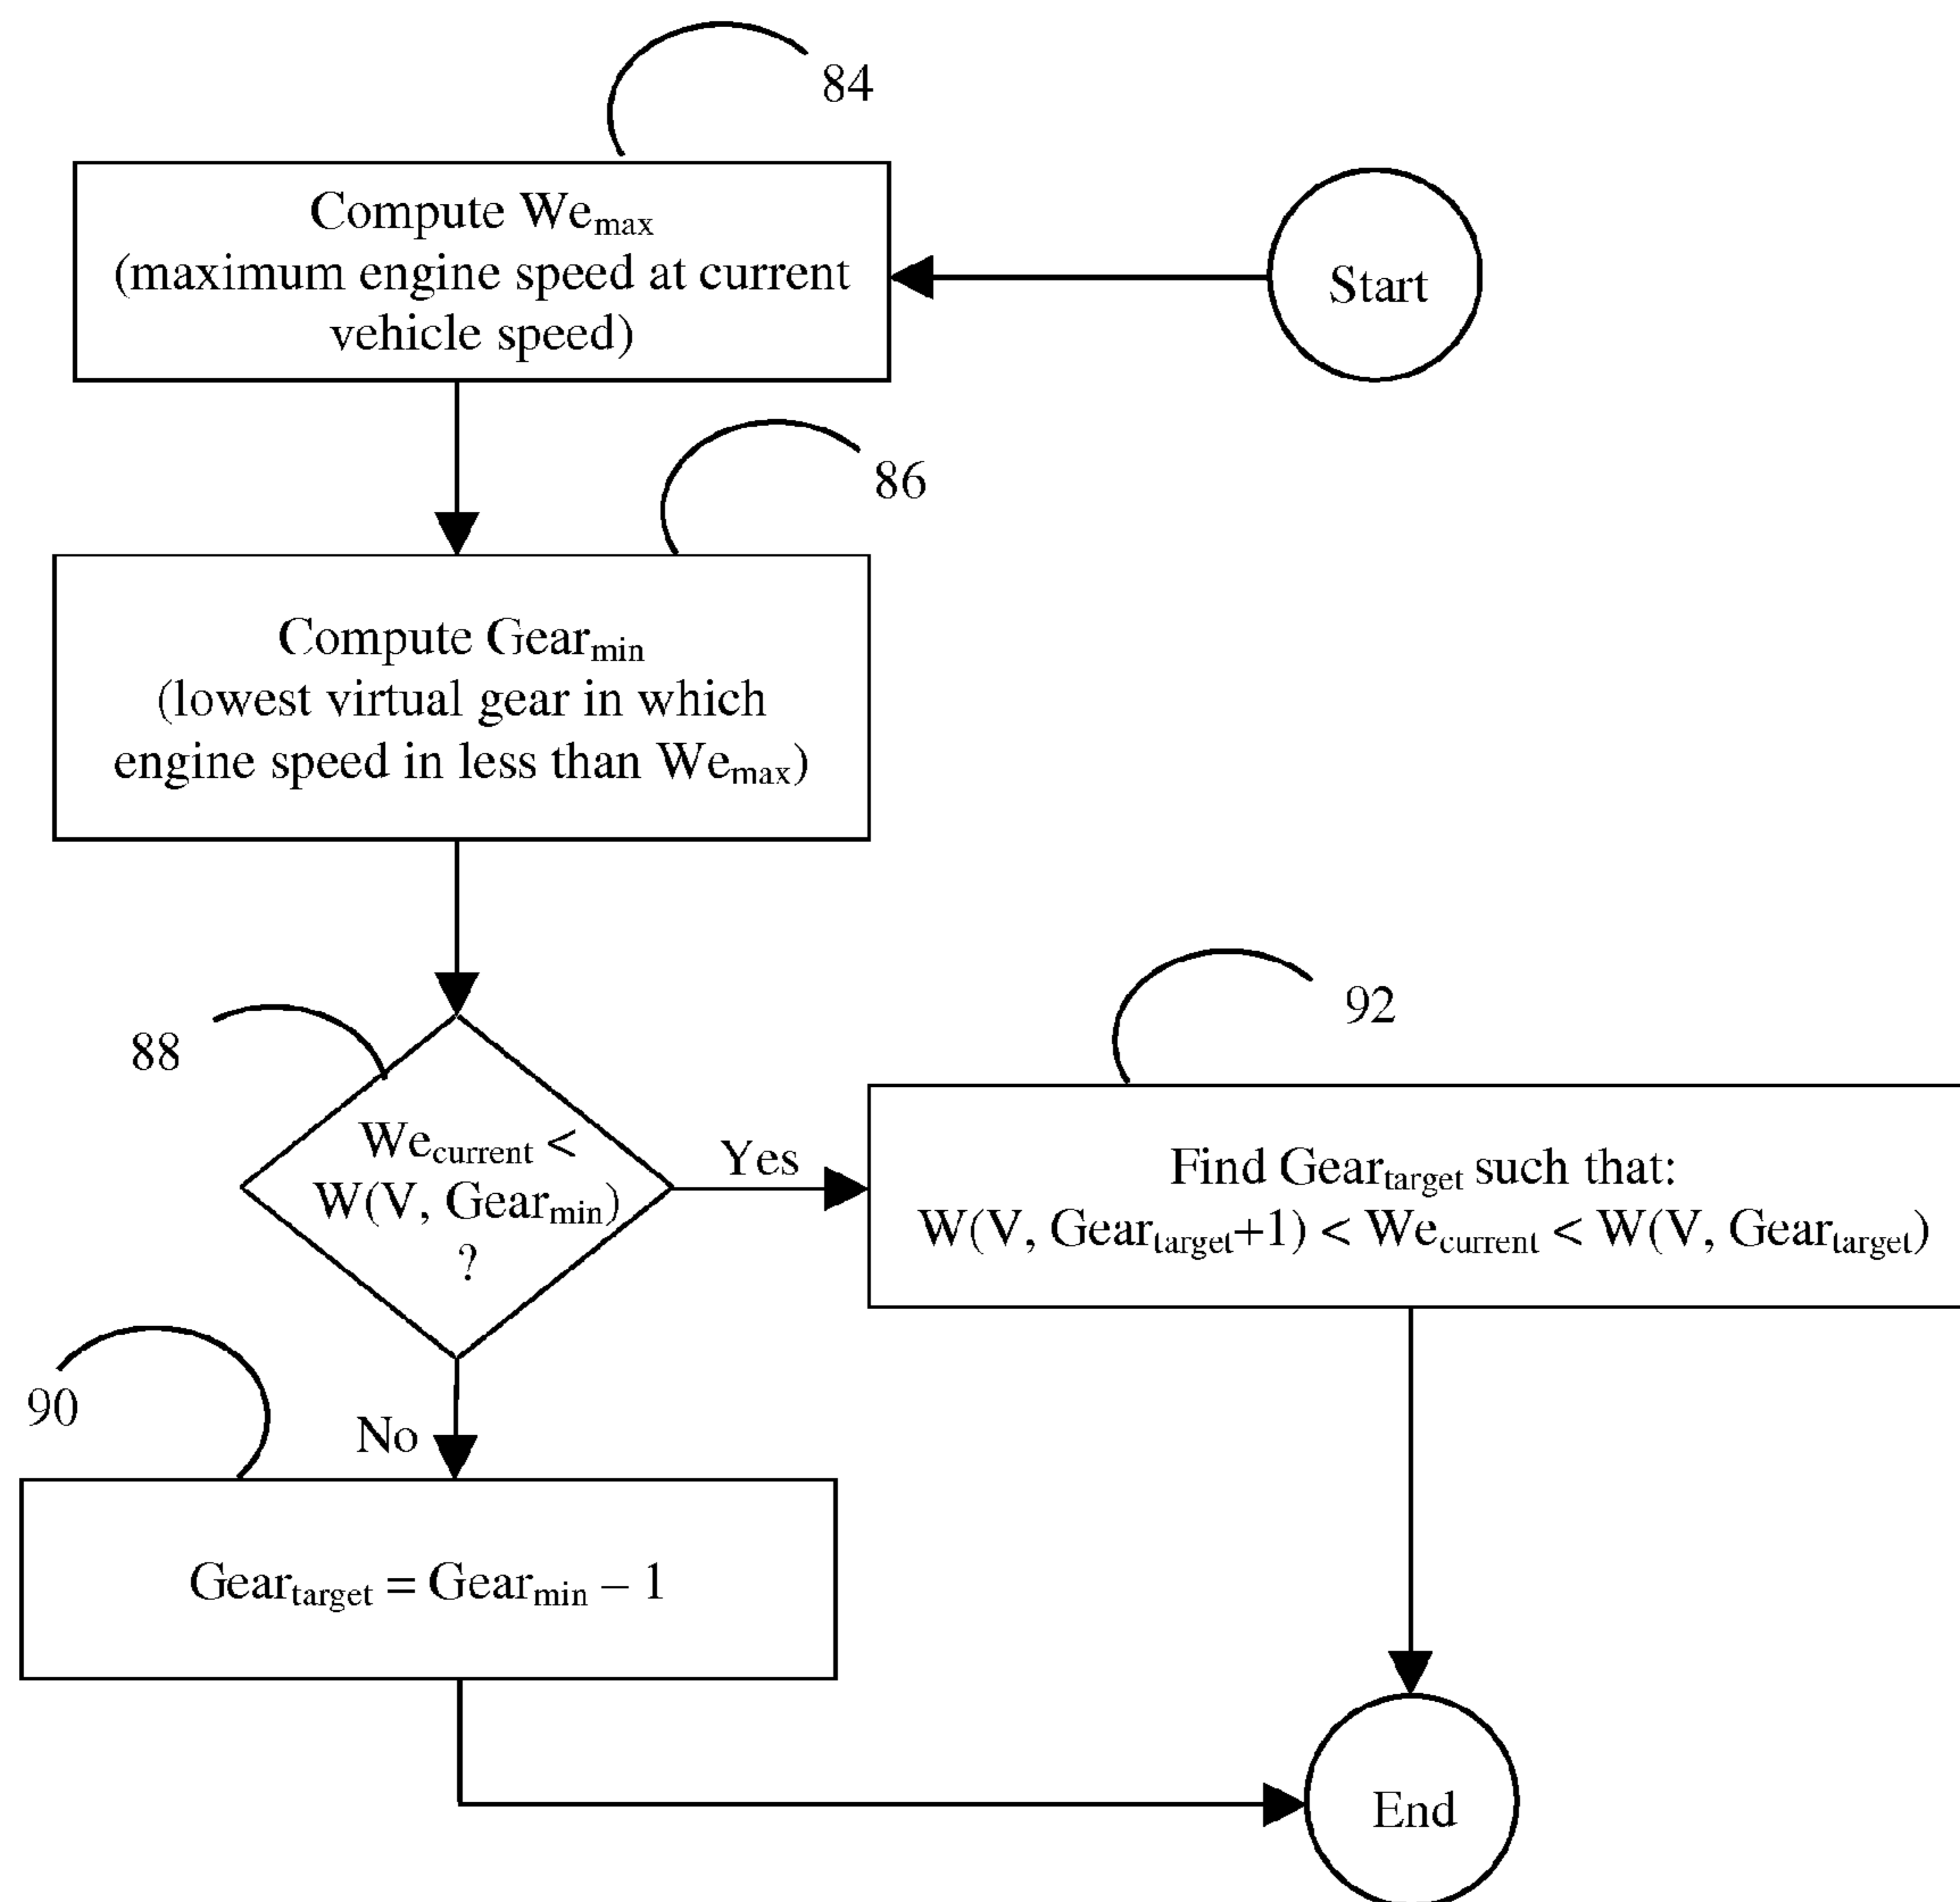 84
Compute We_max
(maximum engine speed at current
vehicle speed)
Start
86
Compute Gear_min
(lowest virtual gear in which
engine speed in less than We_max)
88
We_current <
W(V, Gear_min)
?
Yes
92
Find Gear_target such that:
W(V, Gear_target+1) < We_current < W(V, Gear_target)
90
No
Gear_target = Gear_min – 1
End